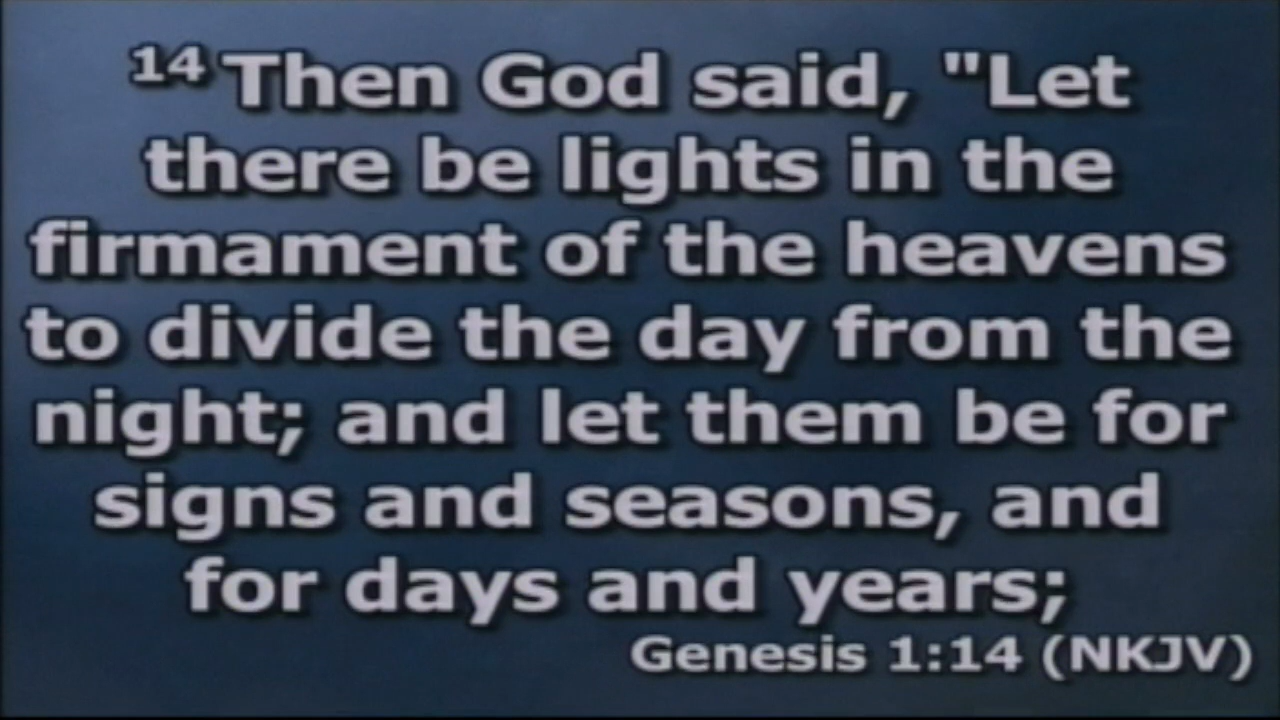 14 Then God said, "Let
there be lights in the
firmament of the heavens
to divide the day from the
night; and let them be for
signs and seasons, and
for days and years;
Genesis 1:14 (NKJV)